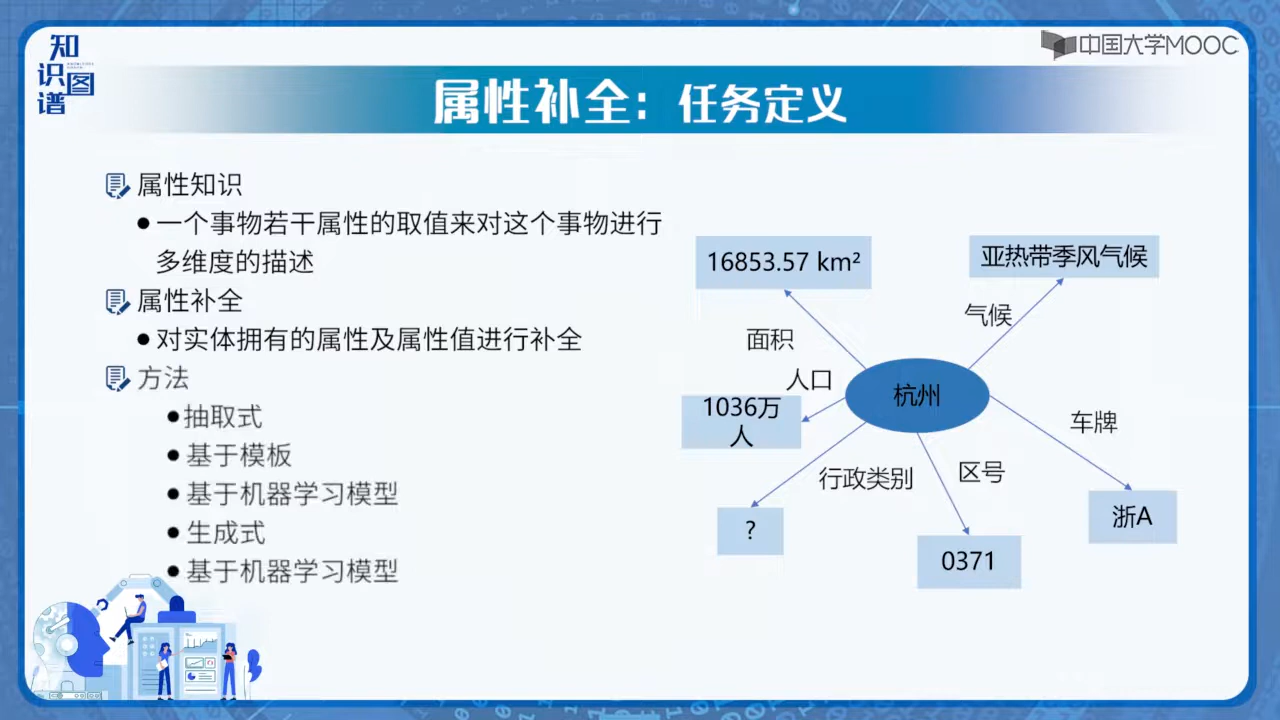 知识图谱
中国大学MOOC
属性补全：任务定义
属性知识
●一个事物若干属性的取值来对这个事物进行
多维度的描述
属性补全
●对实体拥有的属性及属性值进行补全
方法
●抽取式
●基于模板
●基于机器学习模型
●生成式
●基于机器学习模型
16853.57 km²
亚热带季风气候
气候
面积
人口
1036万
人
杭州
车牌
行政类别
区号
?
浙A
0371